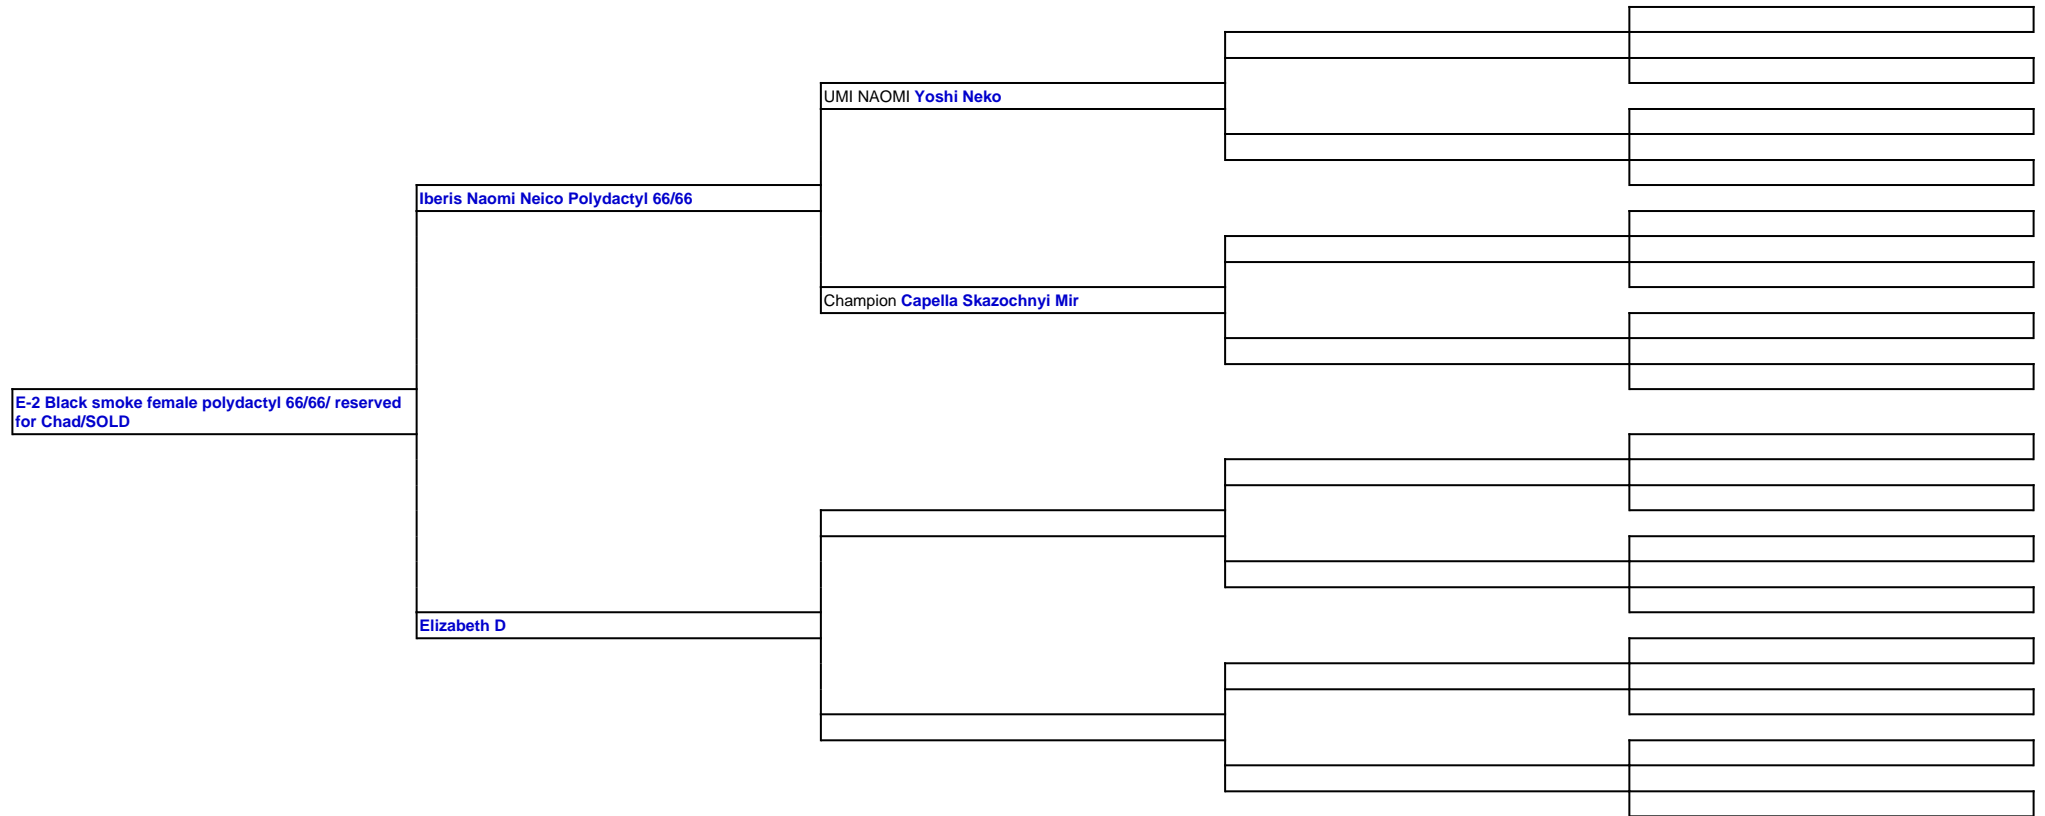 UMI NAOMI Yoshi Neko
Iberis Naomi Neico Polydactyl 66/66
Champion Capella Skazochnyi Mir
E-2 Black smoke female polydactyl 66/66/ reserved
for Chad/SOLD
Elizabeth D